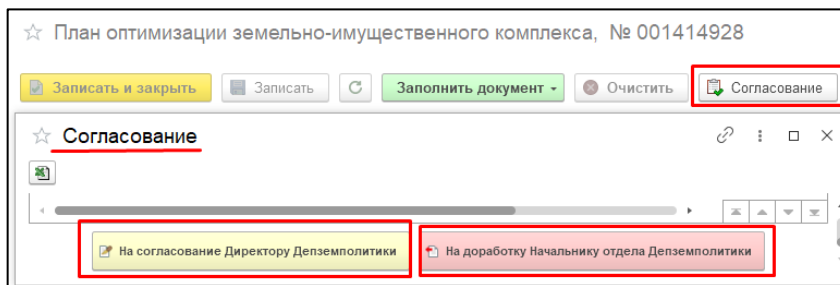 План оптимизации земельно-имущественного комплекса, № 001414928
Записать и закрыть Записать Заполнить документ Очистить Согласование
Согласование
На согласование Директору Депземполитики На доработку Начальнику отдела Депземполитики